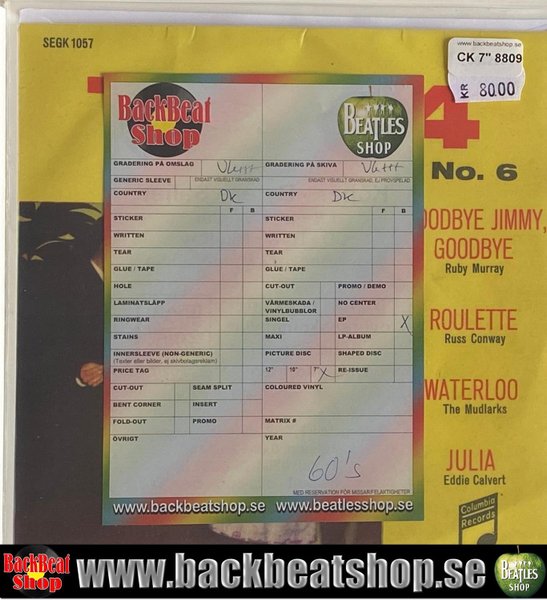 SEGK 1057
www.backbeatshop.se
CK 7" 8809
KR 80.00
4
No. 6
ODBYE JIMMY,
GOODBYE
Ruby Murray
ROULETTE
Russ Conway
WATERLOO
The Mudlarks
JULIA
Eddie Calvert
Columbia
Records
BackBeat
Shop
BEATLES
SHOP
GRADERING PÅ OMSLAG Vg+++ GRADERING PÅ SKIVA Vg+++
GENERIC SLEEVE ENDAST VISUELLT GRANSKAD ENDAST VISUELLT GRANSKAD, EJ PROVSPELAD
COUNTRY DK COUNTRY DK
F B F B
STICKER STICKER
WRITTEN WRITTEN
TEAR TEAR
GLUE / TAPE GLUE / TAPE
HOLE CUT-OUT PROMO / DEMO
LAMINATSLÄPP VÄRMESKADA / VINYLBUBBLOR NO CENTER
RINGWEAR SINGEL EP X
STAINS MAXI LP-ALBUM
INNERSLEEVE (NON-GENERIC) PICTURE DISC SHAPED DISC
(Texter eller bilder, ej skivbolagsreklam)
PRICE TAG 12" 10" 7" X RE-ISSUE
CUT-OUT SEAM SPLIT COLOURED VINYL
BENT CORNER INSERT
FOLD-OUT PROMO MATRIX #
ÖVRIGT YEAR
60's
MED RESERVATION FÖR MISSAR/FELAKTIGHETER
www.backbeatshop.se www.beatlesshop.se
BackBeat
Shop
www.backbeatshop.se
BEATLES
SHOP